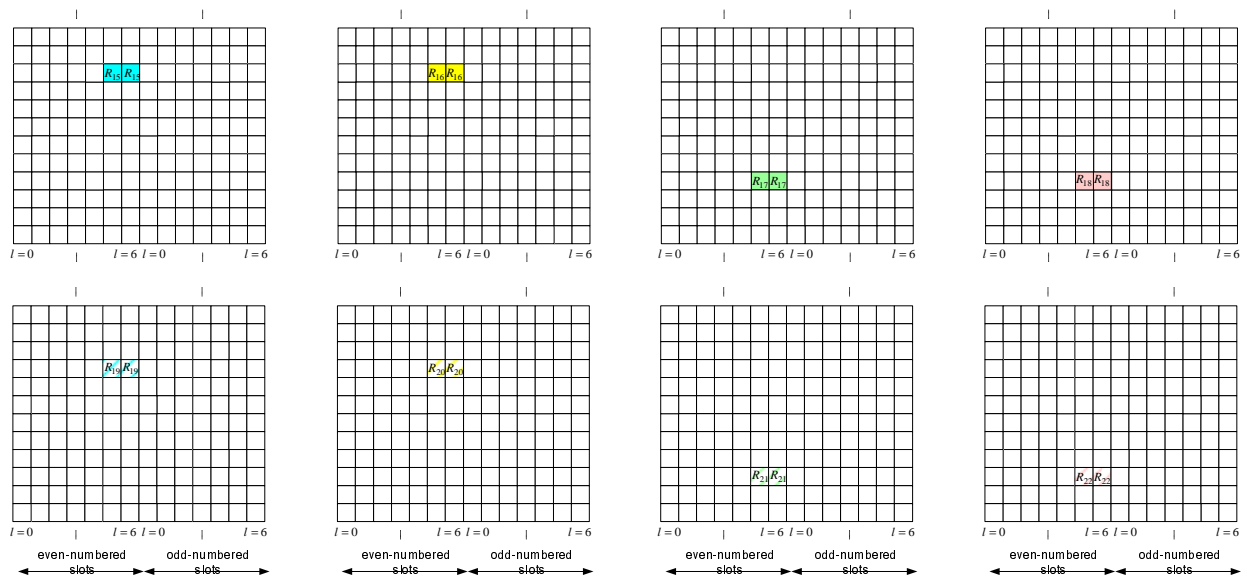 R15 R15 R16 R16 R17 R17 R18 R18
l = 0 l = 6 l = 0 l = 6 l = 0 l = 6 l = 0 l = 6 l = 0 l = 6 l = 0 l = 6 l = 0 l = 6 l = 0 l = 6
R19 R19 R20 R20 R21 R21 R22 R22
l = 0 l = 6 l = 0 l = 6 l = 0 l = 6 l = 0 l = 6 l = 0 l = 6 l = 0 l = 6 l = 0 l = 6 l = 0 l = 6
even-numbered odd-numbered even-numbered odd-numbered even-numbered odd-numbered even-numbered odd-numbered
slots slots slots slots slots slots slots slots